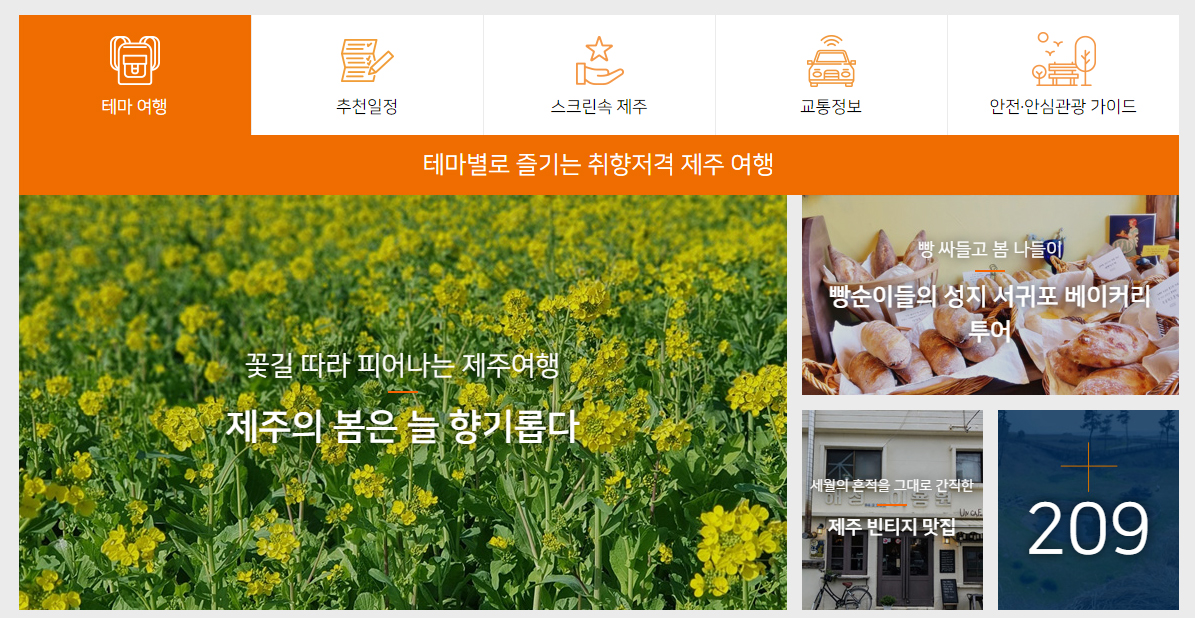 테마 여행
추천일정
스크린속 제주
교통정보
안전·안심관광 가이드
테마별로 즐기는 취향저격 제주 여행
꽃길 따라 피어나는 제주여행
제주의 봄은 늘 향기롭다
빵 싸들고 봄 나들이
빵순이들의 성지 서귀포 베이커리
투어
세월의 흔적을 그대로 간직한
제주 빈티지 맛집
209